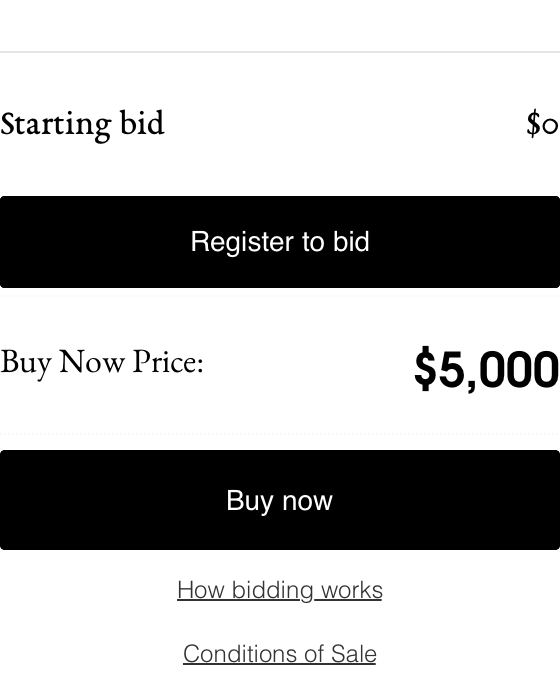 Starting bid $0
Register to bid
Buy Now Price: $5,000
Buy now
How bidding works
Conditions of Sale